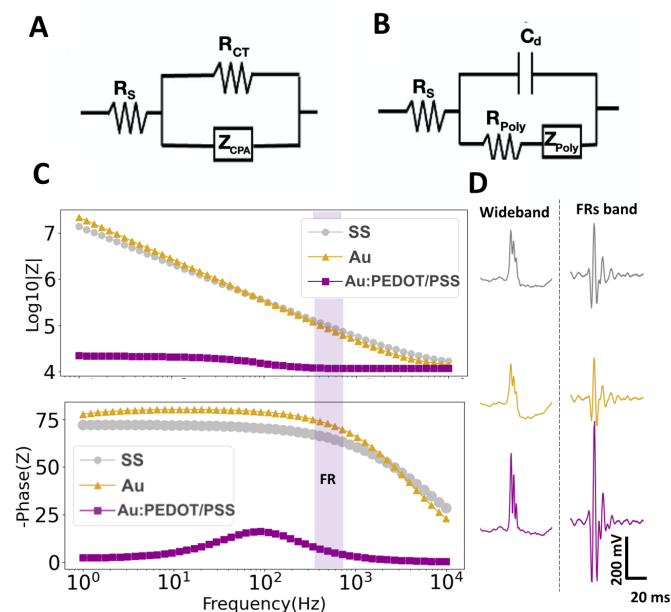 A
R_S
R_CT
Z_CPA
B
C_d
R_S
R_Poly
Z_Poly
C
Log10|Z|
7
6
5
4
SS
Au
Au:PEDOT/PSS
-Phase(Z)
75
50
25
0
SS
Au
Au:PEDOT/PSS
FR
10^0
10^1
10^2
10^3
10^4
Frequency(Hz)
D
Wideband
FRs band
200 mV
20 ms